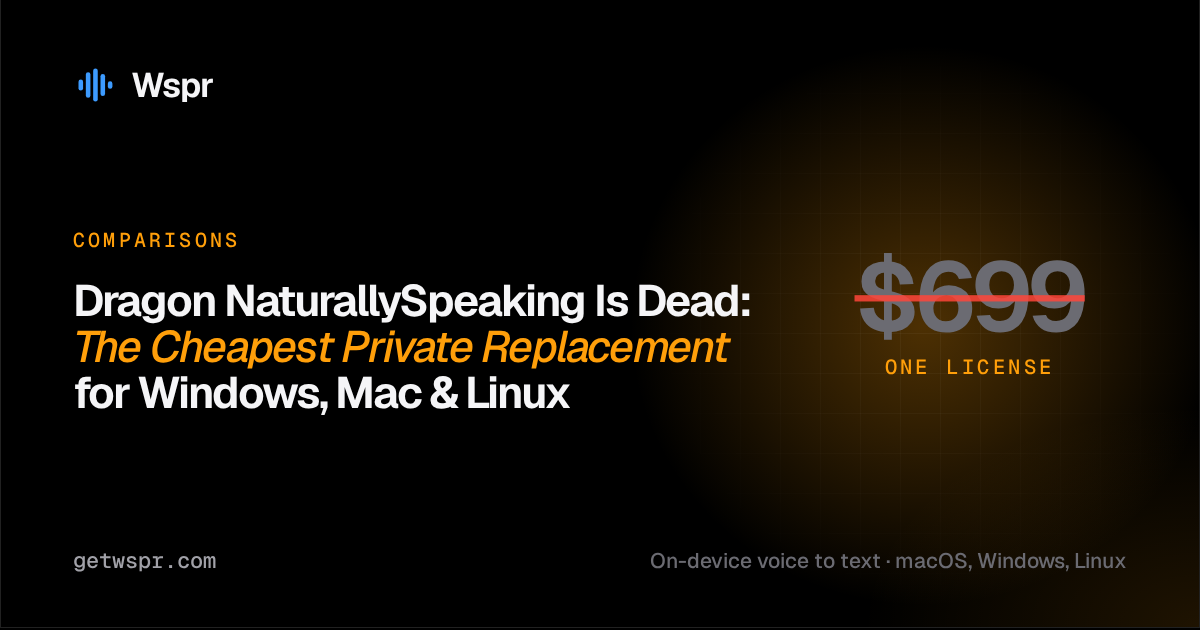 Wspr
COMPARISONS
Dragon NaturallySpeaking Is Dead:
The Cheapest Private Replacement
for Windows, Mac & Linux
$699
ONE LICENSE
getwspr.com
On-device voice to text · macOS, Windows, Linux